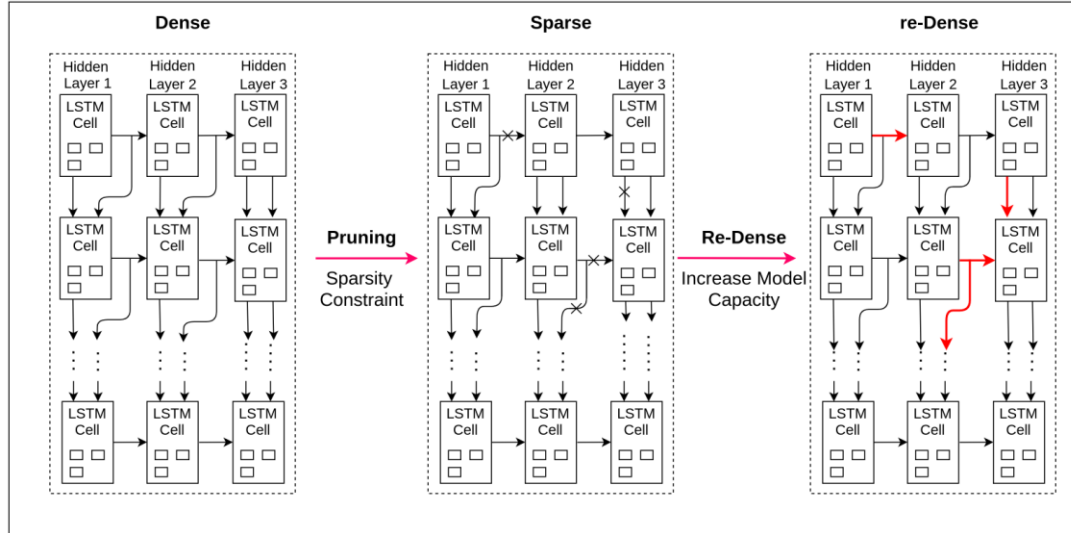 Dense
Hidden
Layer 1
Hidden
Layer 2
Hidden
Layer 3
LSTM
Cell
LSTM
Cell
LSTM
Cell
LSTM
Cell
LSTM
Cell
LSTM
Cell
LSTM
Cell
LSTM
Cell
LSTM
Cell
Pruning
Sparsity
Constraint
Sparse
Hidden
Layer 1
Hidden
Layer 2
Hidden
Layer 3
LSTM
Cell
LSTM
Cell
LSTM
Cell
LSTM
Cell
LSTM
Cell
LSTM
Cell
LSTM
Cell
LSTM
Cell
LSTM
Cell
Re-Dense
Increase Model
Capacity
re-Dense
Hidden
Layer 1
Hidden
Layer 2
Hidden
Layer 3
LSTM
Cell
LSTM
Cell
LSTM
Cell
LSTM
Cell
LSTM
Cell
LSTM
Cell
LSTM
Cell
LSTM
Cell
LSTM
Cell